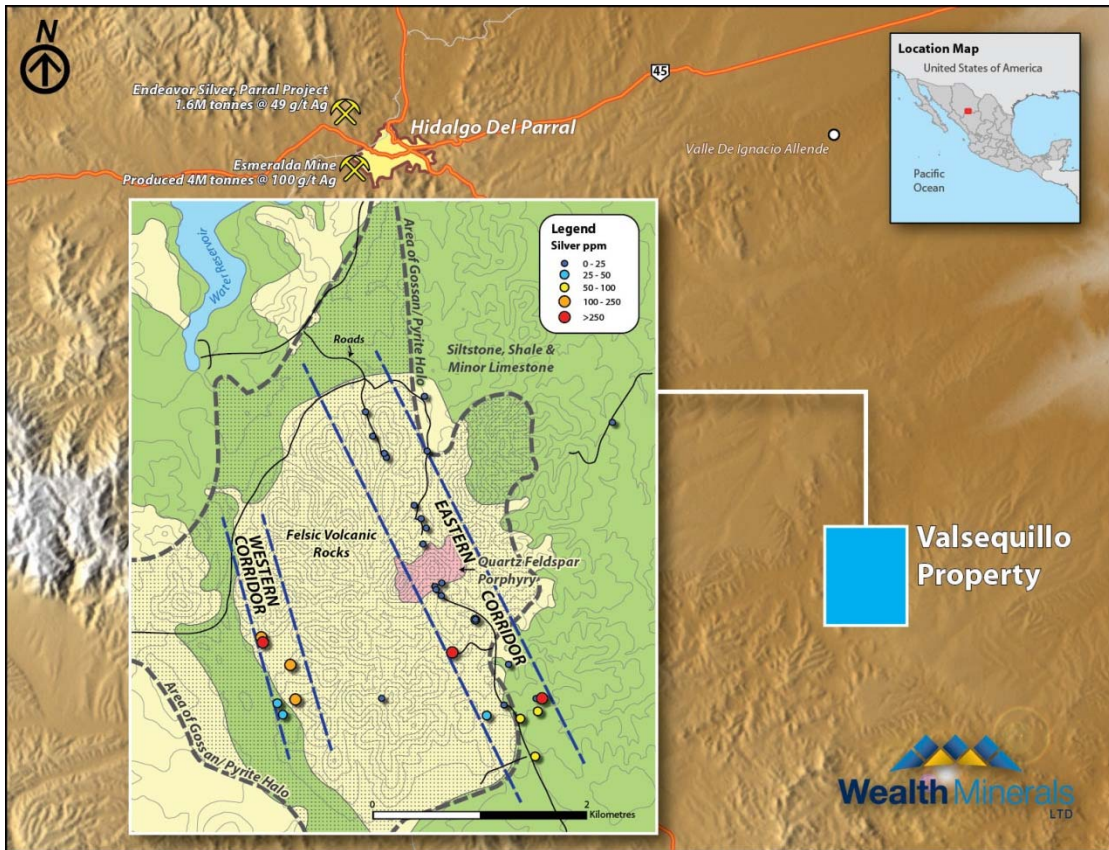 N
Endeavor Silver, Parral Project
1.6M tonnes @ 49 g/t Ag
Hidalgo Del Parral
Esmeralda Mine
Produced 4M tonnes @ 100 g/t Ag
45
Valle De Ignacio Allende
Location Map
United States of America
Pacific
Ocean
Water Reservoir
Area of Gossan/Pyrite Halo
Legend
Silver ppm
0 - 25
25 - 50
50 - 100
100 - 250
>250
Roads
Siltstone, Shale &
Minor Limestone
Felsic Volcanic
Rocks
WESTERN
CORRIDOR
EASTERN
CORRIDOR
Quartz Feldspar
Porphyry
Area of Gossan/Pyrite Halo
0
2
Kilometres
Valsequillo
Property
Wealth Minerals
LTD